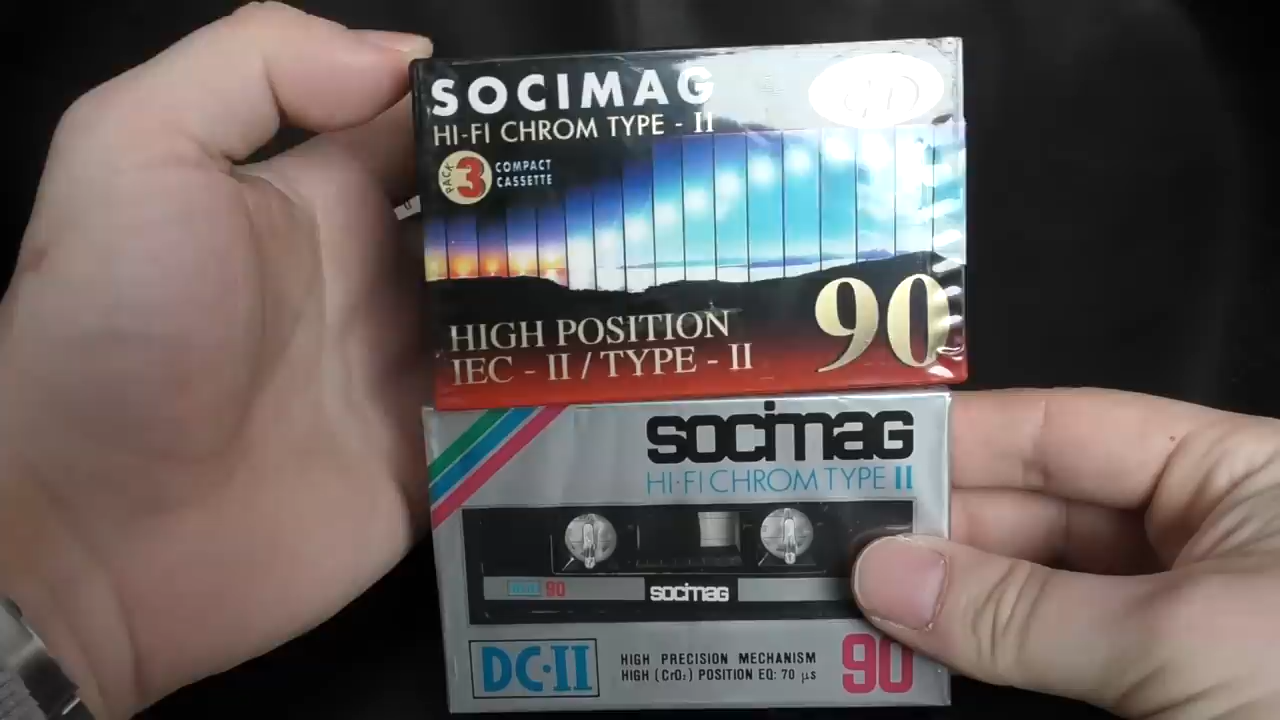 SOCIMAG
HI-FI CHROM TYPE - II
PACK 3 COMPACT
CASSETTE
90
HIGH POSITION
IEC - II / TYPE - II
socimag
HI·FI CHROM TYPE II
90
socimag
DC·II
HIGH PRECISION MECHANISM
HIGH (CrO₂) POSITION EQ: 70 µs
90